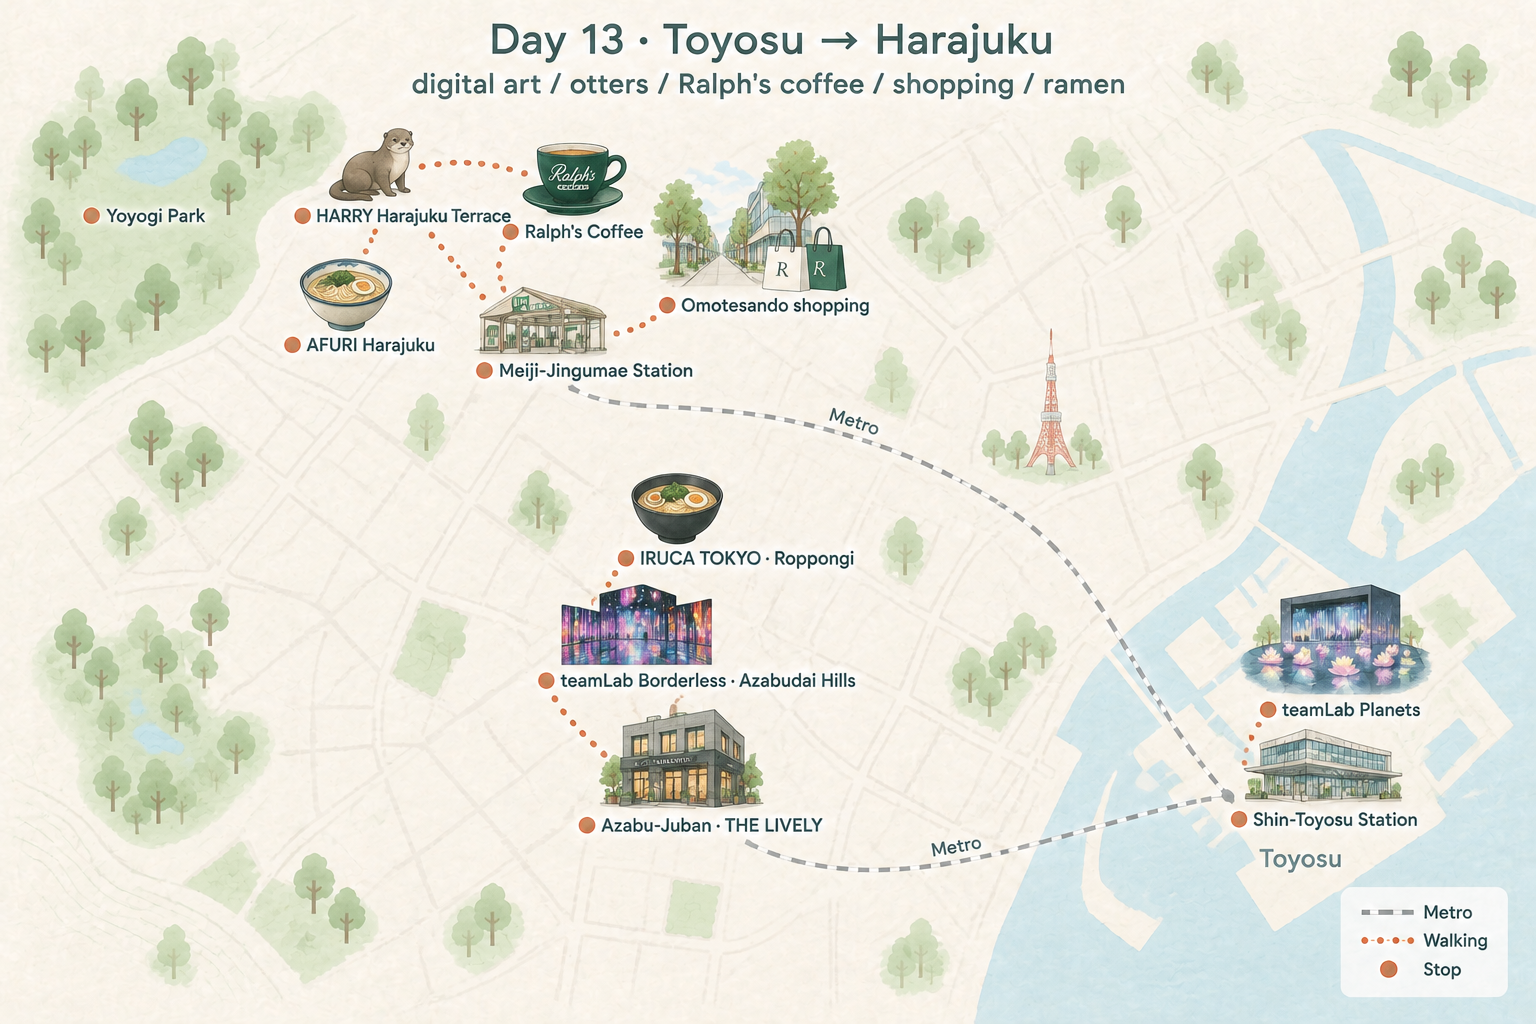 Day 13 · Toyosu → Harajuku
digital art / otters / Ralph's coffee / shopping / ramen
Ralph's
Yoyogi Park
HARRY Harajuku Terrace
Ralph's Coffee
R R
Omotesando shopping
AFURI Harajuku
Meiji-Jingumae Station
Metro
IRUCA TOKYO · Roppongi
teamLab Borderless · Azabudai Hills
teamLab Planets
Azabu-Juban · THE LIVELY
Shin-Toyosu Station
Metro
Toyosu
Metro
Walking
Stop